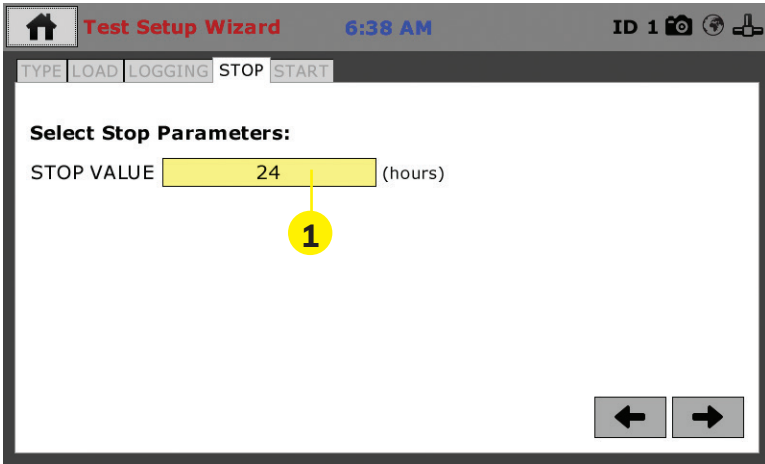 Test Setup Wizard 6:38 AM ID 1
TYPE LOAD LOGGING STOP START
Select Stop Parameters:
STOP VALUE 24 (hours)
1